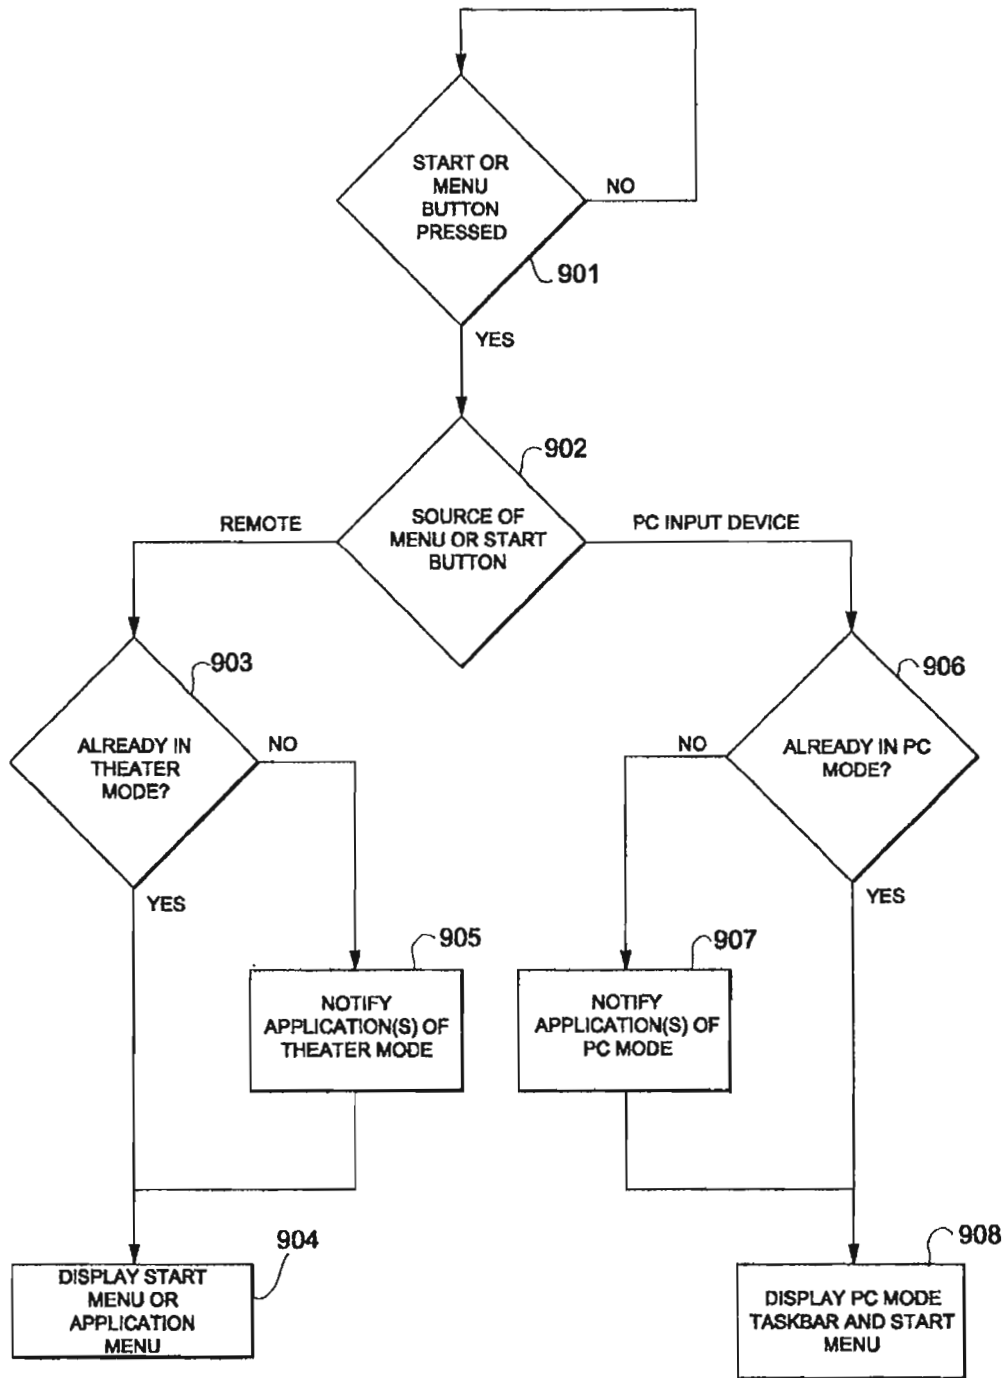 START OR
MENU
BUTTON
PRESSED
NO
901
YES
902
SOURCE OF
MENU OR START
BUTTON
REMOTE
PC INPUT DEVICE
903
ALREADY IN
THEATER
MODE?
NO
YES
906
ALREADY IN PC
MODE?
NO
YES
905
NOTIFY
APPLICATION(S) OF
THEATER MODE
907
NOTIFY
APPLICATION(S) OF
PC MODE
904
DISPLAY START
MENU OR
APPLICATION
MENU
908
DISPLAY PC MODE
TASKBAR AND START
MENU